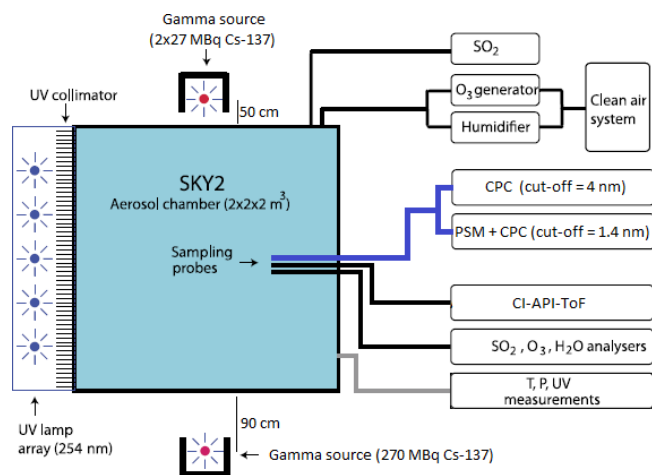 Gamma source
(2x27 MBq Cs-137)
UV collimator
50 cm
SO2
O3 generator
Humidifier
Clean air
system
SKY2
Aerosol chamber (2x2x2 m3)
Sampling
probes
CPC (cut-off = 4 nm)
PSM + CPC (cut-off = 1.4 nm)
CI-API-ToF
SO2 , O3, H2O analysers
T, P, UV
measurements
90 cm
UV lamp
array (254 nm)
Gamma source (270 MBq Cs-137)